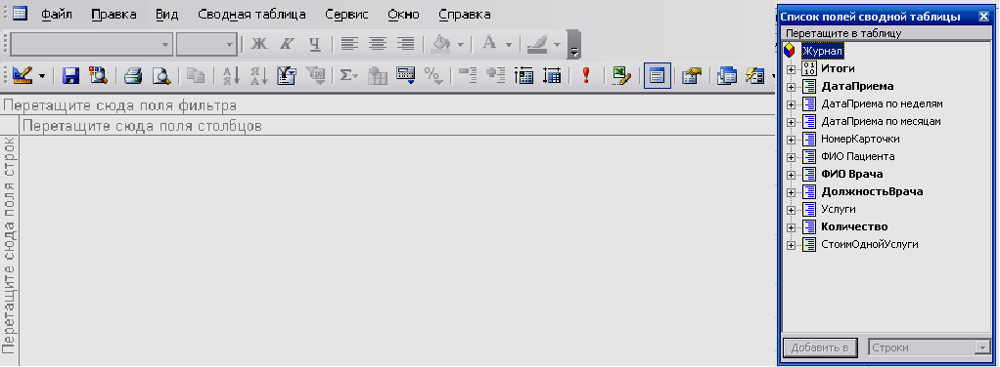 Файл Правка Вид Сводная таблица Сервис Окно Справка
Ж К Ч A
Перетащите сюда поля фильтра
Перетащите сюда поля столбцов
Перетащите сюда поля строк
Список полей сводной таблицы
Перетащите в таблицу
Журнал
Итоги
ДатаПриема
ДатаПриема по неделям
ДатаПриема по месяцам
НомерКарточки
ФИО Пациента
ФИО Врача
ДолжностьВрача
Услуги
Количество
СтоимОднойУслуги
Добавить в
Строки